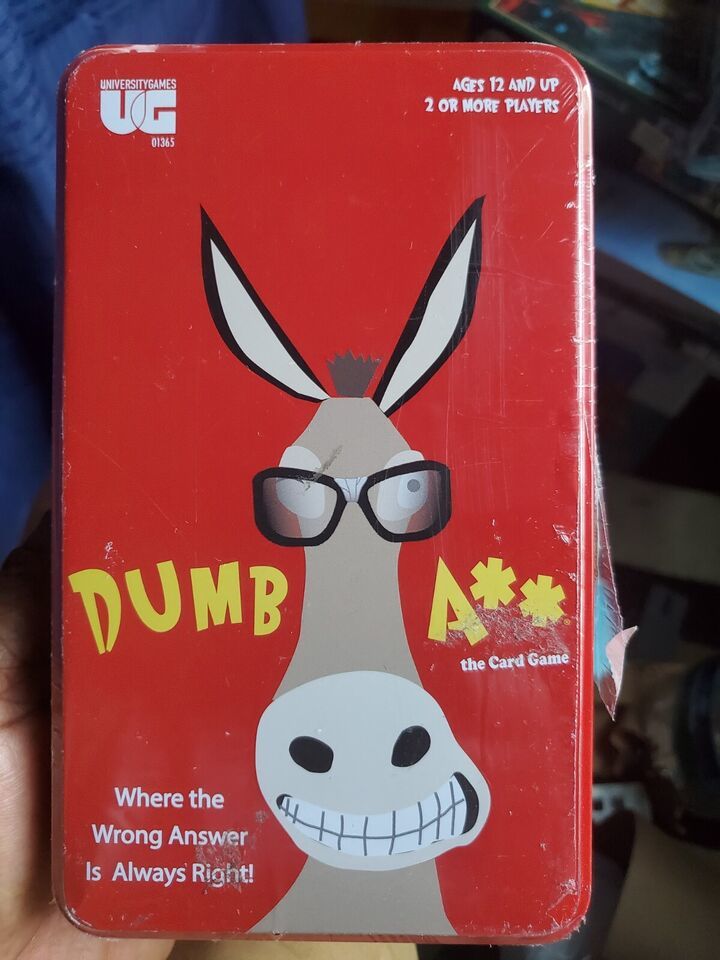 UNIVERSITYGAMES
UG
01365
AGES 12 AND UP
2 OR MORE PLAYERS
DUMB A**
the Card Game
Where the
Wrong Answer
Is Always Right!